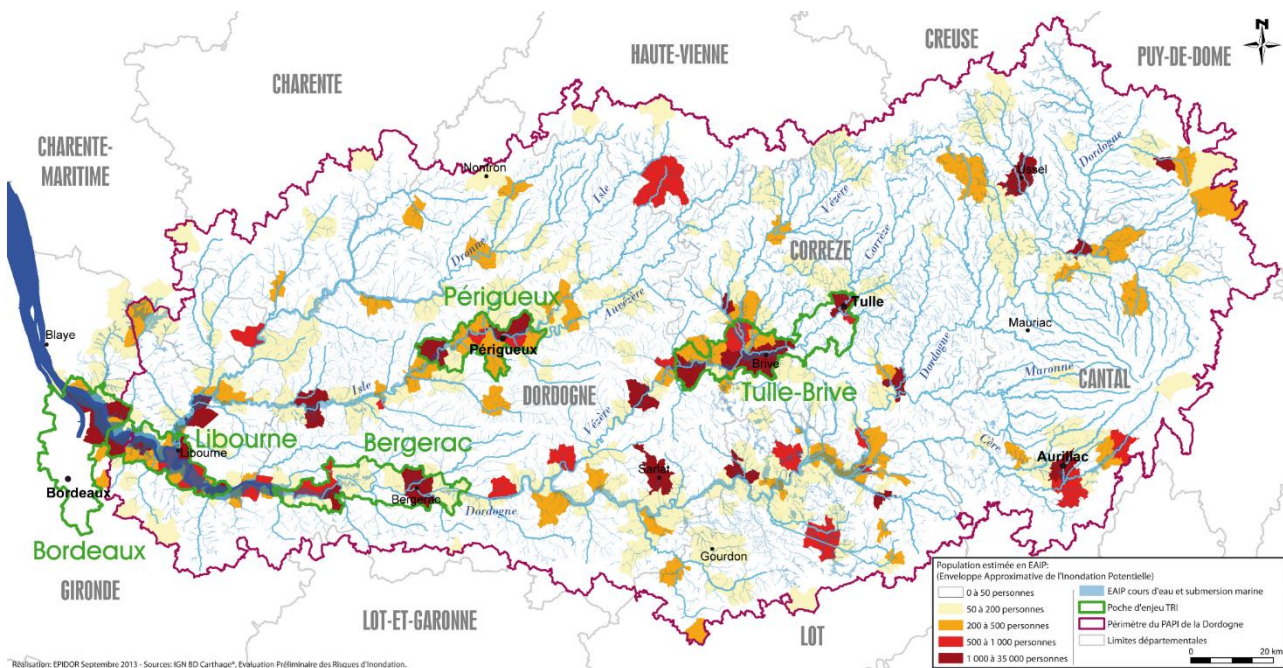 HAUTE-VIENNE
CREUSE
PUY-DE-DOME
N
CHARENTE
CHARENTE-
MARITIME
Nontron
Isle
Vézère
Ussel
Dordogne
Dronne
CORREZE
Corrèze
Périgueux
Auvézère
Tulle
Blaye
Périgueux
Mauriac
Isle
DORDOGNE
Brive
Tulle-Brive
Dordogne
Maronne
CANTAL
Vézère
Libourne
Libourne
Bergerac
Sarlat
Cère
Aurillac
Bordeaux
Bergerac
Dordogne
Bordeaux
Gourdon
GIRONDE
LOT-ET-GARONNE
LOT
Population estimée en EAIP:
(Enveloppe Approximative de l'Inondation Potentielle)
0 à 50 personnes
50 à 200 personnes
200 à 500 personnes
500 à 1 000 personnes
1 000 à 35 000 personnes
EAIP cours d'eau et submersion marine
Poche d'enjeu TRI
Périmètre du PAPI de la Dordogne
Limites départementales
0 20 km
Réalisation: EPIDOR Septembre 2013 - Sources: IGN BD Carthage®, Evaluation Préliminaire des Risques d'Inondation.